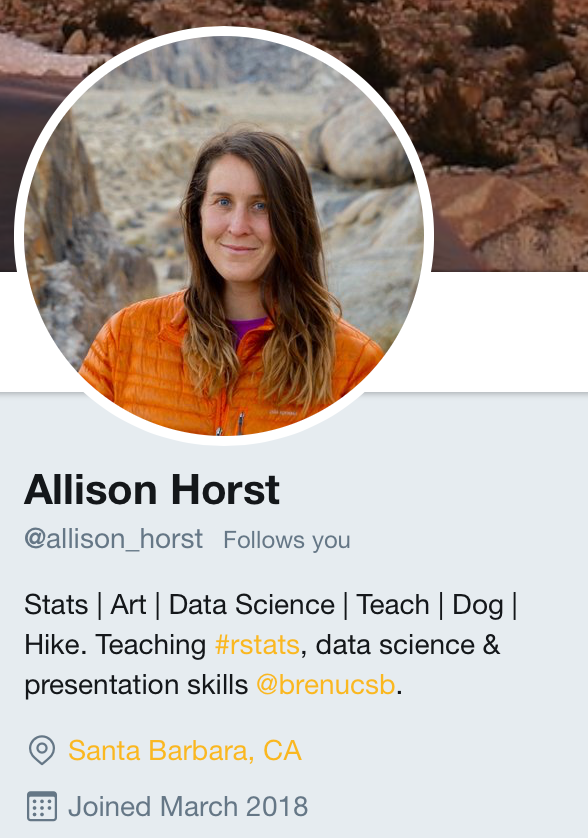 Allison Horst
@allison_horst Follows you
Stats | Art | Data Science | Teach | Dog |
Hike. Teaching #rstats, data science &
presentation skills @brenucsb.
Santa Barbara, CA
Joined March 2018